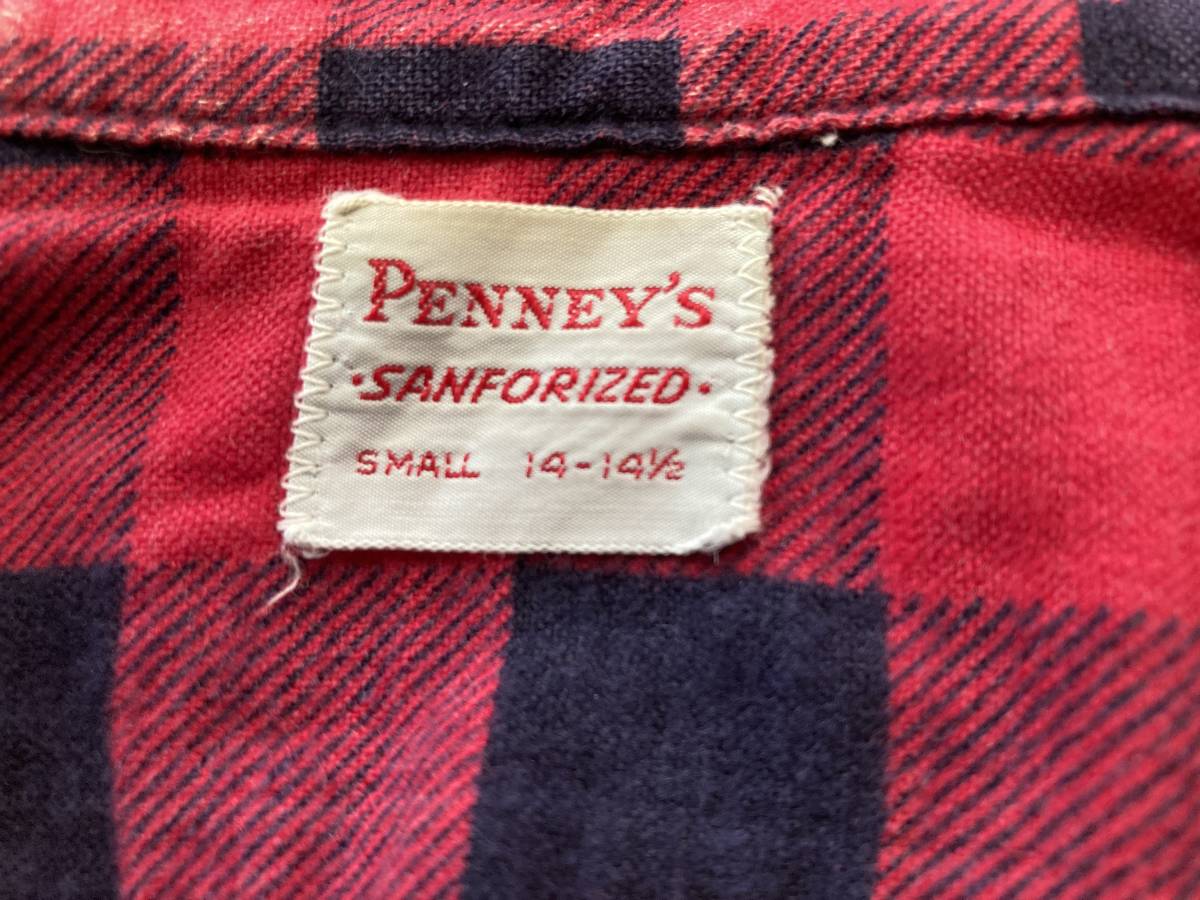 PENNEY'S
·SANFORIZED·
SMALL 14-14½